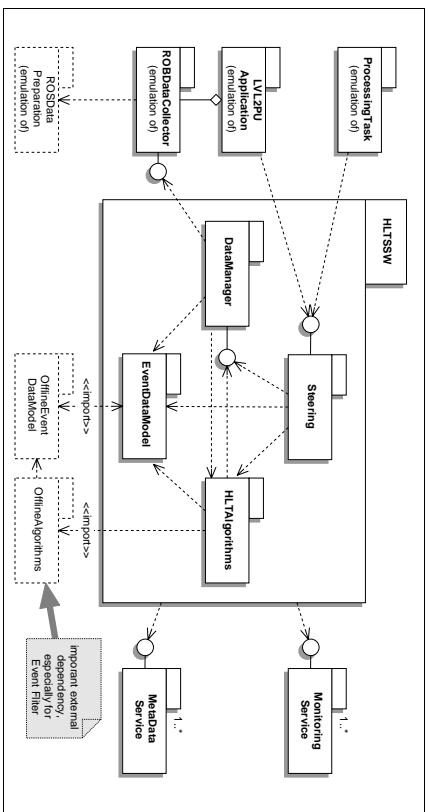 ProcessingTask
(emulation of)
LVL2PU
Application
(emulation of)
ROBDataCollector
(emulation of)
ROSData
Preparation
(emulation of)
HLTSSW
Steering
DataManager
HLTAlgorithms
EventDataModel
<<import>>
<<import>>
OfflineEvent
DataModel
OfflineAlgorithms
1..*
Monitoring
Service
1..*
MetaData
Service
imporant external
dependency,
especially for
Event Filter